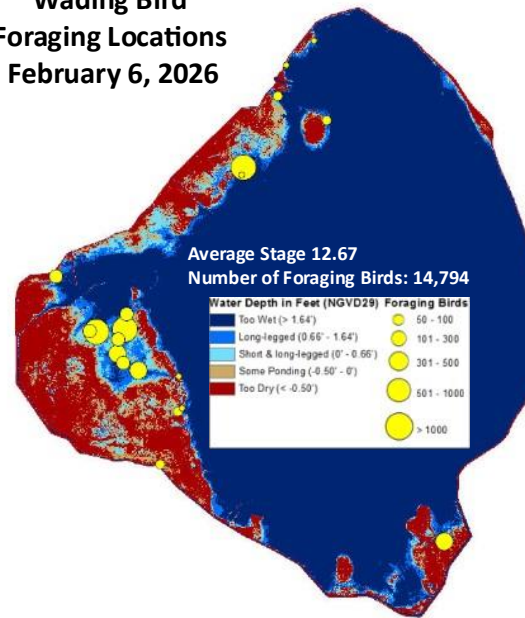 Wading Bird
Foraging Locations
February 6, 2026
Average Stage 12.67
Number of Foraging Birds: 14,794
Water Depth in Feet (NGVD29) Foraging Birds
Too Wet (> 1.64') 50 - 100
Long-legged (0.66' - 1.64') 101 - 300
Short & long-legged (0' - 0.66') 301 - 500
Some Ponding (-0.50' - 0')
Too Dry (< -0.50') 501 - 1000
> 1000